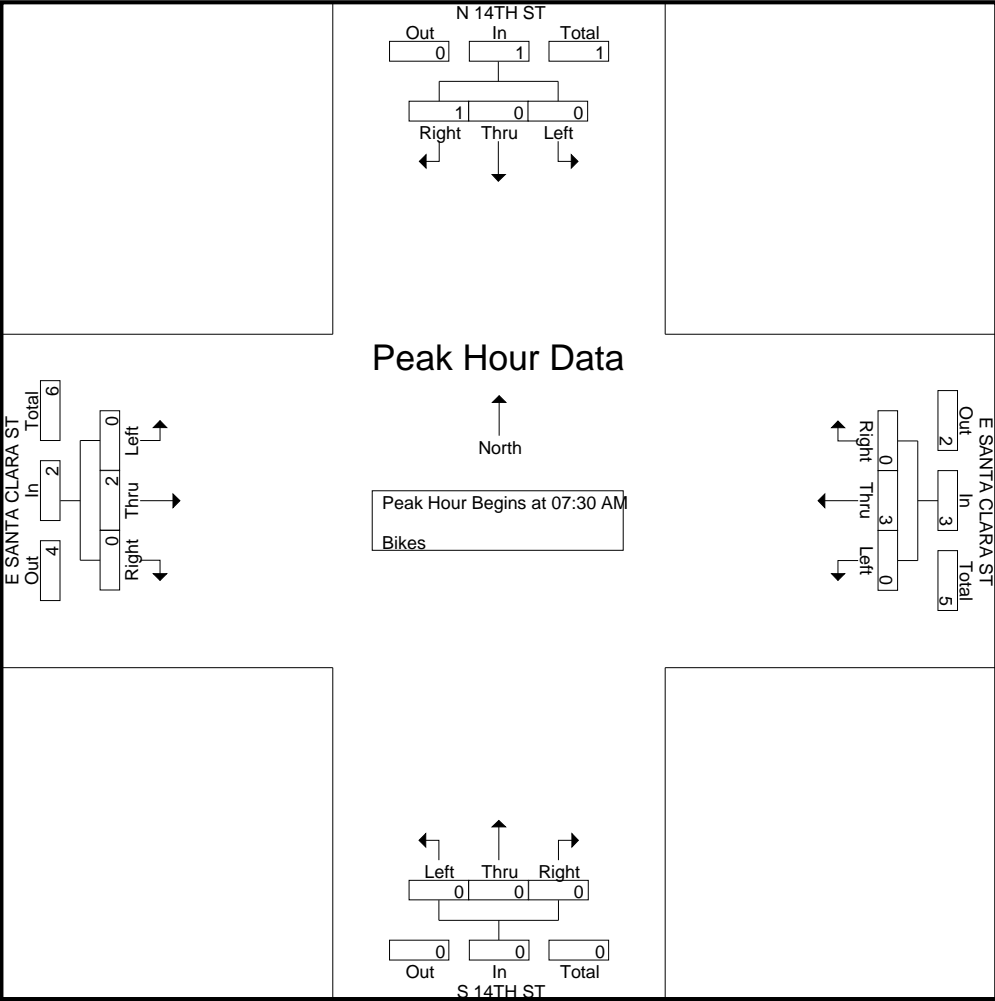 N 14TH ST
Out In Total
0 1 1
1 0 0
Right Thru Left
Peak Hour Data
North
Peak Hour Begins at 07:30 AM
Bikes
E SANTA CLARA ST
Out In Total
4 2 6
0 2 0
Left Thru Right
E SANTA CLARA ST
Out In Total
2 3 5
0 3 0
Right Thru Left
Left Thru Right
0 0 0
0 0 0
Out In Total
S 14TH ST